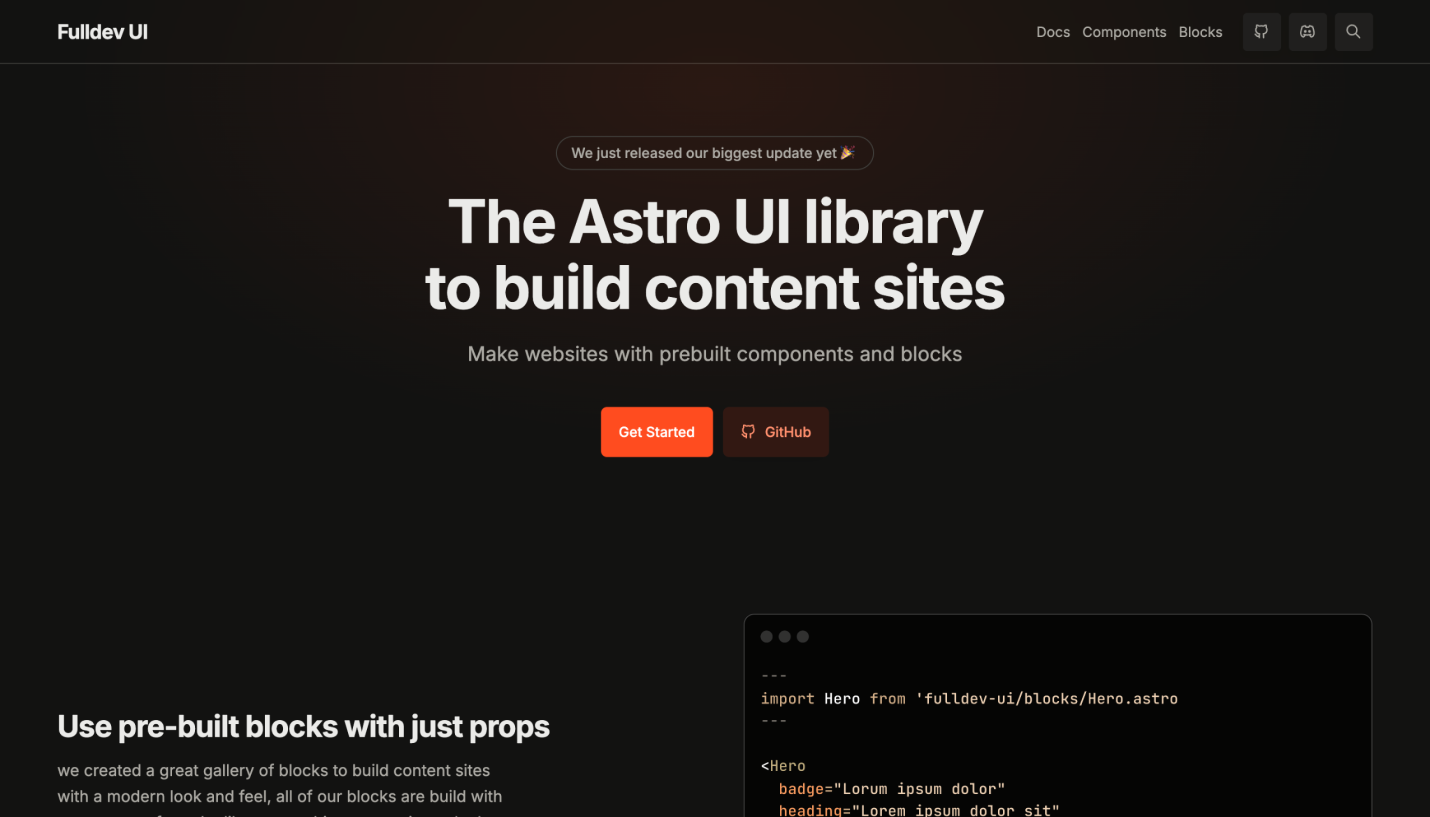 Fulldev UI
Docs Components Blocks
We just released our biggest update yet 🎉
The Astro UI library
to build content sites
Make websites with prebuilt components and blocks
Get Started
GitHub
Use pre-built blocks with just props
we created a great gallery of blocks to build content sites
with a modern look and feel, all of our blocks are build with
---
import Hero from 'fulldev-ui/blocks/Hero.astro
---
<Hero
badge="Lorum ipsum dolor"
heading="Lorem ipsum dolor sit"